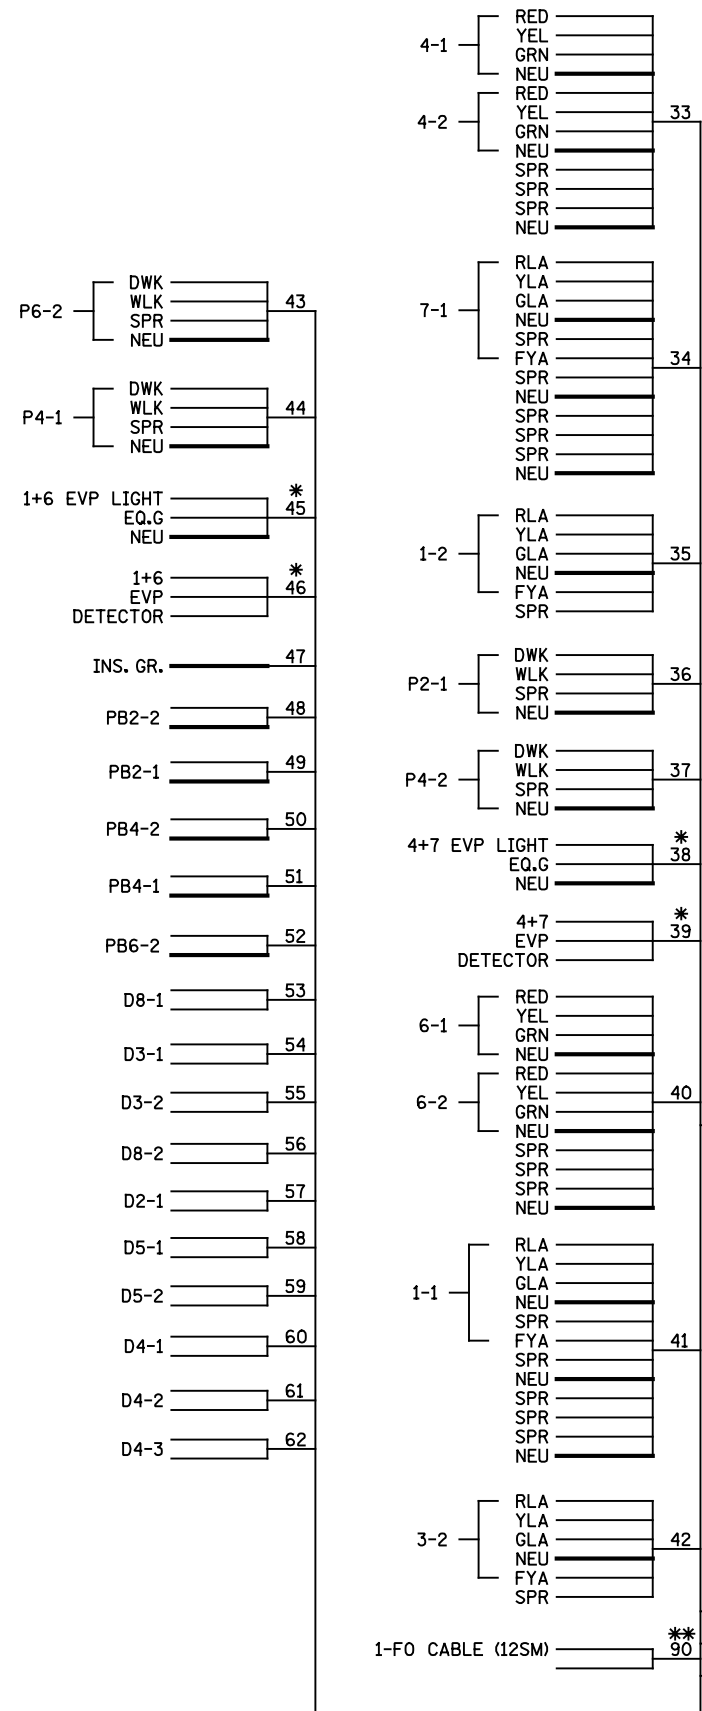 P6-2
DWK
WLK
SPR
NEU
43
P4-1
DWK
WLK
SPR
NEU
44
1+6 EVP LIGHT
EQ.G
NEU
*
45
1+6
EVP
DETECTOR
*
46
INS. GR.
47
PB2-2
48
PB2-1
49
PB4-2
50
PB4-1
51
PB6-2
52
D8-1
53
D3-1
54
D3-2
55
D8-2
56
D2-1
57
D5-1
58
D5-2
59
D4-1
60
D4-2
61
D4-3
62
4-1
RED
YEL
GRN
NEU
4-2
RED
YEL
GRN
NEU
SPR
SPR
SPR
NEU
33
7-1
RLA
YLA
GLA
NEU
SPR
FYA
SPR
NEU
SPR
SPR
SPR
NEU
34
1-2
RLA
YLA
GLA
NEU
FYA
SPR
35
P2-1
DWK
WLK
SPR
NEU
36
P4-2
DWK
WLK
SPR
NEU
37
4+7 EVP LIGHT
EQ.G
NEU
*
38
4+7
EVP
DETECTOR
*
39
6-1
RED
YEL
GRN
NEU
6-2
RED
YEL
GRN
NEU
SPR
SPR
SPR
NEU
40
1-1
RLA
YLA
GLA
NEU
SPR
FYA
SPR
NEU
SPR
SPR
SPR
NEU
41
3-2
RLA
YLA
GLA
NEU
FYA
SPR
42
1-FO CABLE (12SM)
**
90